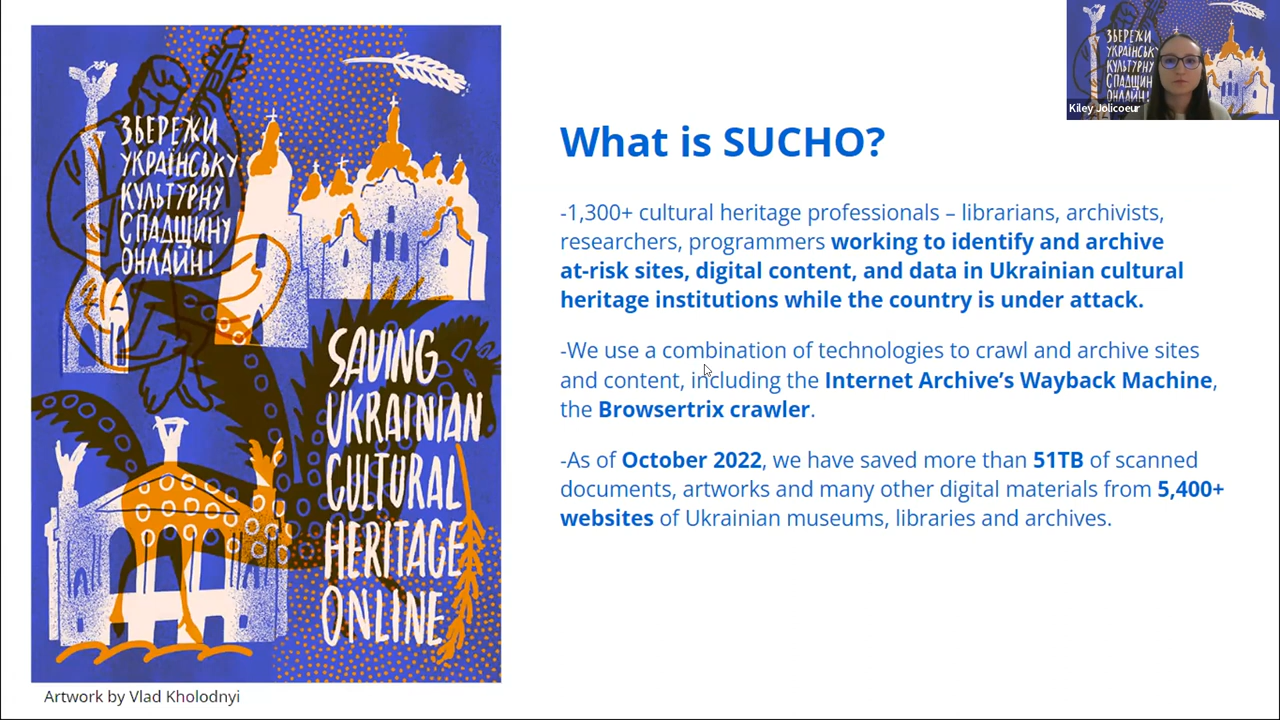 ЗБЕРЕЖИ
УКРАЇНСЬКУ
КУЛЬТУРНУ
СПАДЩИНУ
ОНЛАЙН!
SAVING
UKRAINIAN
CULTURAL
HERITAGE
ONLINE
Artwork by Vlad Kholodnyi
What is SUCHO?
-1,300+ cultural heritage professionals – librarians, archivists,
researchers, programmers working to identify and archive
at-risk sites, digital content, and data in Ukrainian cultural
heritage institutions while the country is under attack.
-We use a combination of technologies to crawl and archive sites
and content, including the Internet Archive’s Wayback Machine,
the Browsertrix crawler.
-As of October 2022, we have saved more than 51TB of scanned
documents, artworks and many other digital materials from 5,400+
websites of Ukrainian museums, libraries and archives.
ЗБЕРЕЖИ
УКРАЇНСЬКУ
КУЛЬТУРНУ
СПАДЩИНУ
ОНЛАЙН!
Kiley Jolicoeur